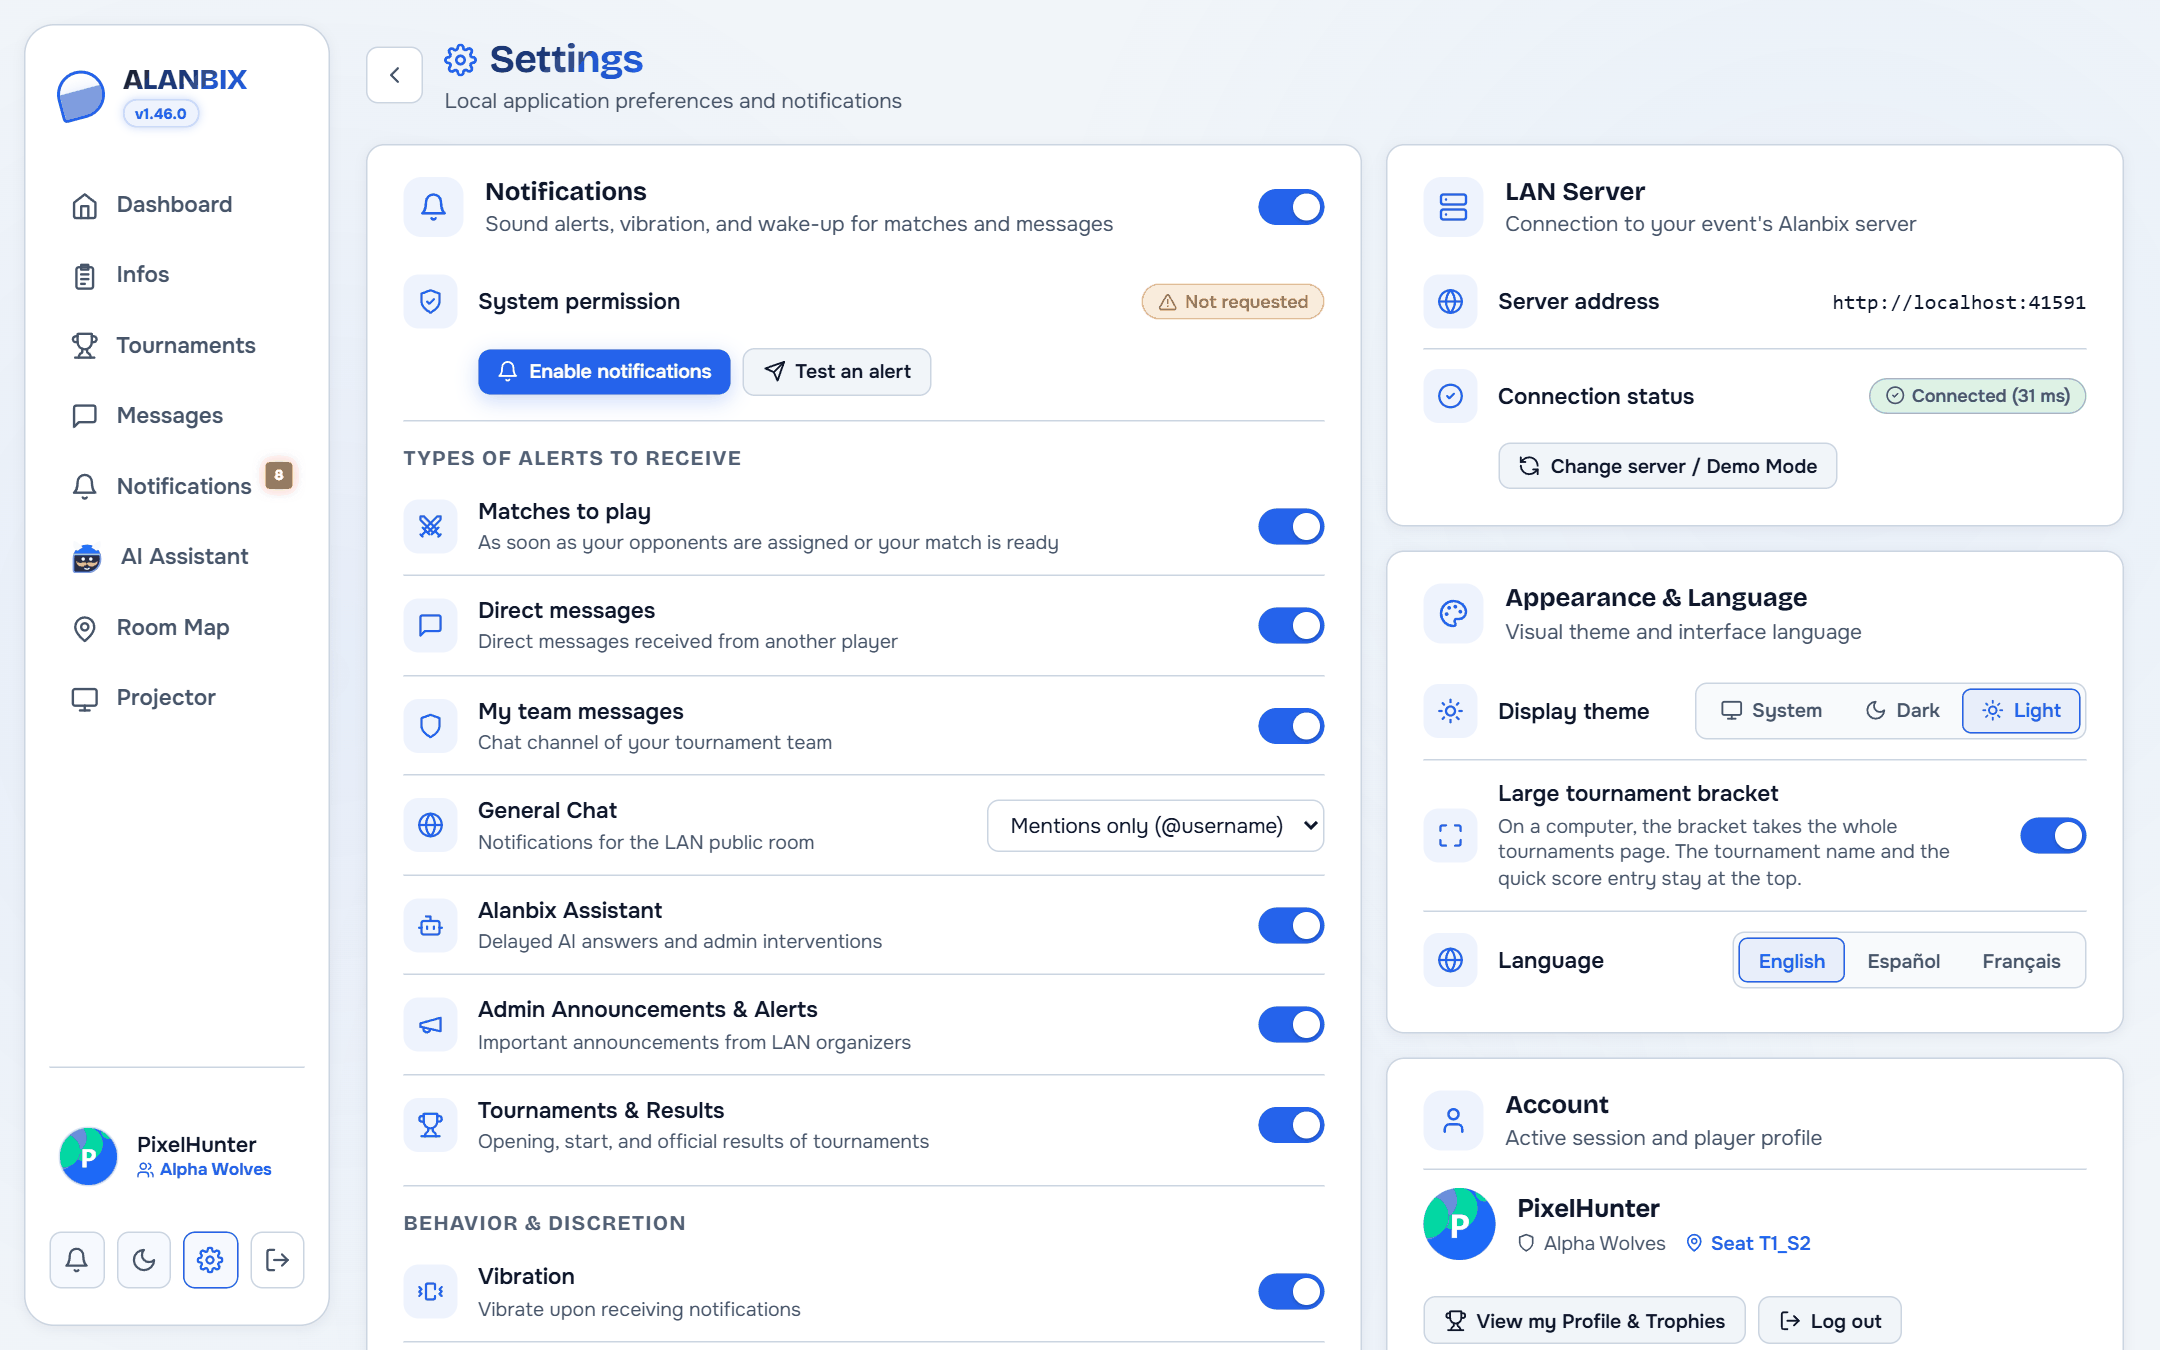 ALANBIX
v1.46.0
Dashboard
Infos
Tournaments
Messages
Notifications
8
AI Assistant
Room Map
Projector
P
PixelHunter
Alpha Wolves
Settings
Local application preferences and notifications
Notifications
Sound alerts, vibration, and wake-up for matches and messages
System permission
Not requested
Enable notifications
Test an alert
TYPES OF ALERTS TO RECEIVE
Matches to play
As soon as your opponents are assigned or your match is ready
Direct messages
Direct messages received from another player
My team messages
Chat channel of your tournament team
General Chat
Notifications for the LAN public room
Mentions only (@username)
Alanbix Assistant
Delayed AI answers and admin interventions
Admin Announcements & Alerts
Important announcements from LAN organizers
Tournaments & Results
Opening, start, and official results of tournaments
BEHAVIOR & DISCRETION
Vibration
Vibrate upon receiving notifications
LAN Server
Connection to your event's Alanbix server
Server address
http://localhost:41591
Connection status
Connected (31 ms)
Change server / Demo Mode
Appearance & Language
Visual theme and interface language
Display theme
System
Dark
Light
Large tournament bracket
On a computer, the bracket takes the whole
tournaments page. The tournament name and the
quick score entry stay at the top.
Language
English
Español
Français
Account
Active session and player profile
P
PixelHunter
Alpha Wolves
Seat T1_S2
View my Profile & Trophies
Log out